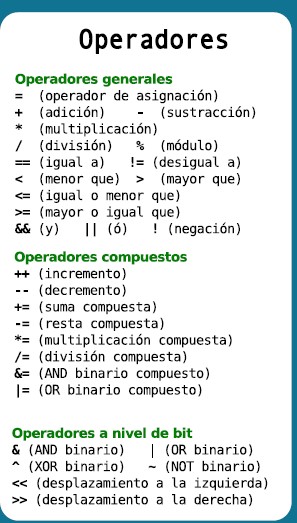 Operadores
Operadores generales
= (operador de asignación)
+ (adición) - (sustracción)
* (multiplicación)
/ (división) % (módulo)
== (igual a) != (desigual a)
< (menor que) > (mayor que)
<= (igual o menor que)
>= (mayor o igual que)
&& (y) || (ó) ! (negación)
Operadores compuestos
++ (incremento)
-- (decremento)
+= (suma compuesta)
-= (resta compuesta)
*= (multiplicación compuesta)
/= (división compuesta)
&= (AND binario compuesto)
|= (OR binario compuesto)
Operadores a nivel de bit
& (AND binario) | (OR binario)
^ (XOR binario) ~ (NOT binario)
<< (desplazamiento a la izquierda)
>> (desplazamiento a la derecha)